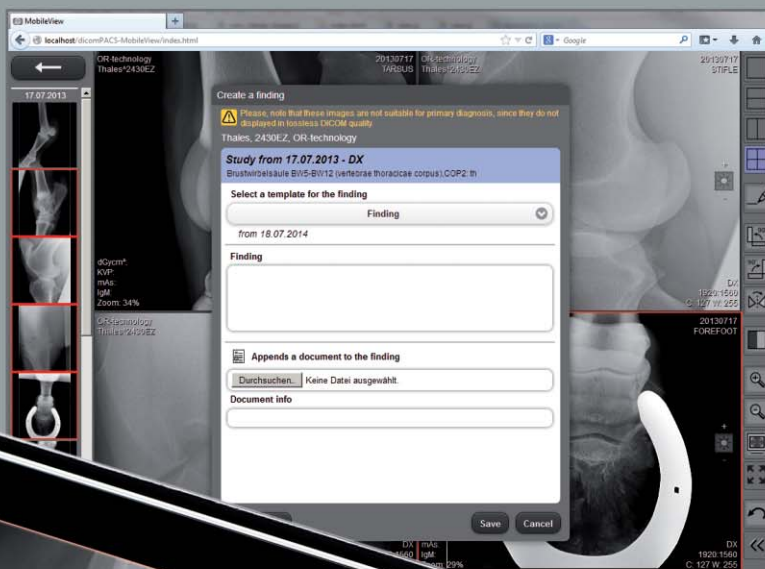 MobileView
localhost/dicomPACS-MobileView/index.html
Google
OR-technology
Thales^2430EZ
20130717
TARSUS
OR-technology
Thales^2430EZ
20130717
STIFLE
17.07.2013
Create a finding
Please, note that these images are not suitable for primary diagnosis, since they do not
displayed in lossless DICOM quality
Thales, 2430EZ, OR-technology
Study from 17.07.2013 - DX
Brustwirbelsäule BW5-BW12 (vertebrae thoracicae corpus),COP2: th
Select a template for the finding
Finding
from 18.07.2014
Finding
Appends a document to the finding
Durchsuchen... Keine Datei ausgewählt.
Document info
Save
Cancel
dGycm²:
KVP:
mAs:
IgM:
Zoom: 34%
DX
1920:1560
C: 127 W: 255
OR-technology
Thales^2430EZ
20130717
FOREFOOT
DX
1560
mAs:
IgM:
Zoom: 29%
DX
1920:1560
C: 127 W: 255